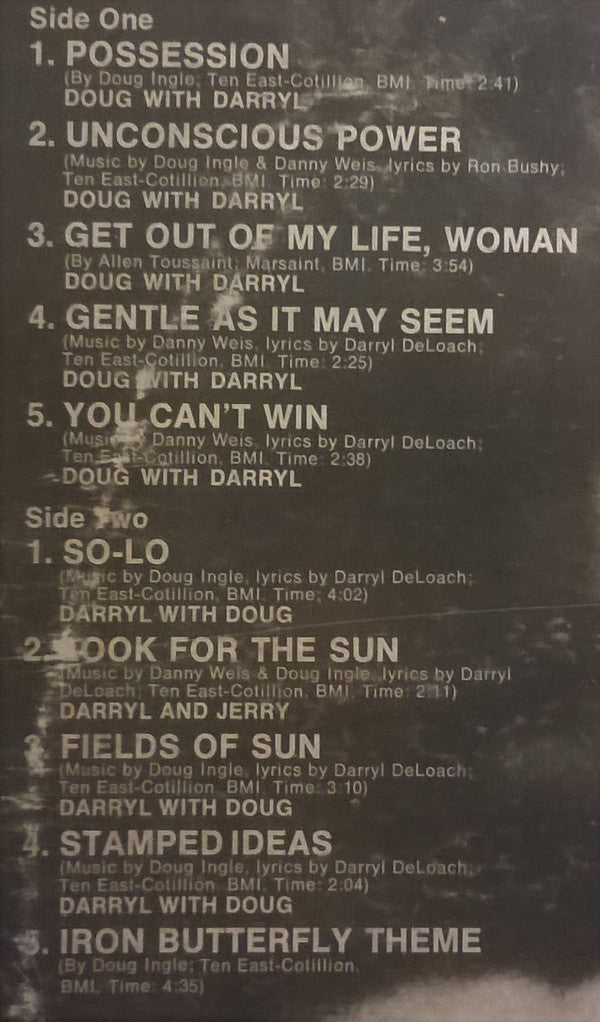 Side One
1. POSSESSION
(By Doug Ingle; Ten East-Cotillion, BMI. Time: 2:41)
DOUG WITH DARRYL
2. UNCONSCIOUS POWER
(Music by Doug Ingle & Danny Weis, lyrics by Ron Bushy;
Ten East-Cotillion, BMI. Time: 2:29)
DOUG WITH DARRYL
3. GET OUT OF MY LIFE, WOMAN
(By Allen Toussaint; Marsaint, BMI. Time: 3:54)
DOUG WITH DARRYL
4. GENTLE AS IT MAY SEEM
(Music by Danny Weis, lyrics by Darryl DeLoach;
Ten East-Cotillion, BMI. Time: 2:25)
DOUG WITH DARRYL
5. YOU CAN'T WIN
(Music by Danny Weis, lyrics by Darryl DeLoach;
Ten East-Cotillion, BMI. Time: 2:38)
DOUG WITH DARRYL
Side Two
1. SO-LO
(Music by Doug Ingle, lyrics by Darryl DeLoach;
Ten East-Cotillion, BMI. Time: 4:02)
DARRYL WITH DOUG
2. LOOK FOR THE SUN
(Music by Danny Weis & Doug Ingle, lyrics by Darryl
DeLoach; Ten East-Cotillion, BMI. Time: 2:11)
DARRYL AND JERRY
3. FIELDS OF SUN
(Music by Doug Ingle, lyrics by Darryl DeLoach;
Ten East-Cotillion, BMI. Time: 3:10)
DARRYL WITH DOUG
4. STAMPED IDEAS
(Music by Doug Ingle, lyrics by Darryl DeLoach;
Ten East-Cotillion, BMI. Time: 2:04)
DARRYL WITH DOUG
5. IRON BUTTERFLY THEME
(By Doug Ingle; Ten East-Cotillion,
BMI. Time: 4:35)